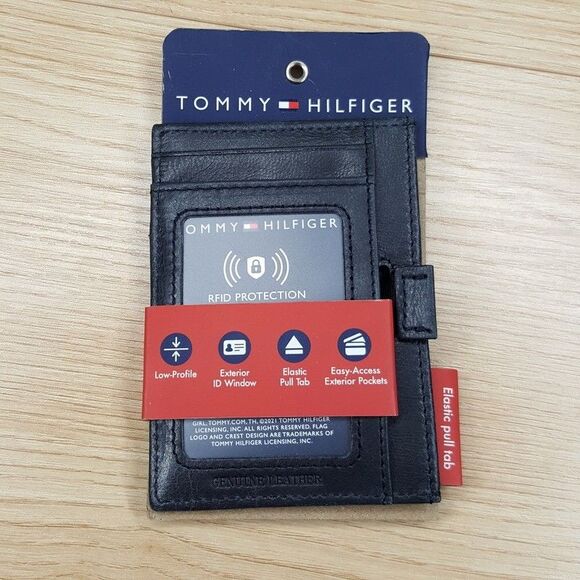 TOMMY HILFIGER
OMMY HILFIGER
RFID PROTECTION
Low-Profile
Exterior
ID Window
Elastic
Pull Tab
Easy-Access
Exterior Pockets
Elastic pull tab
GIRL, TOMMY.COM, TH, ©2021 TOMMY HILFIGER
LICENSING, INC. ALL RIGHTS RESERVED. FLAG
LOGO AND CREST DESIGN ARE TRADEMARKS OF
TOMMY HILFIGER LICENSING, INC.
GENUINE LEATHER